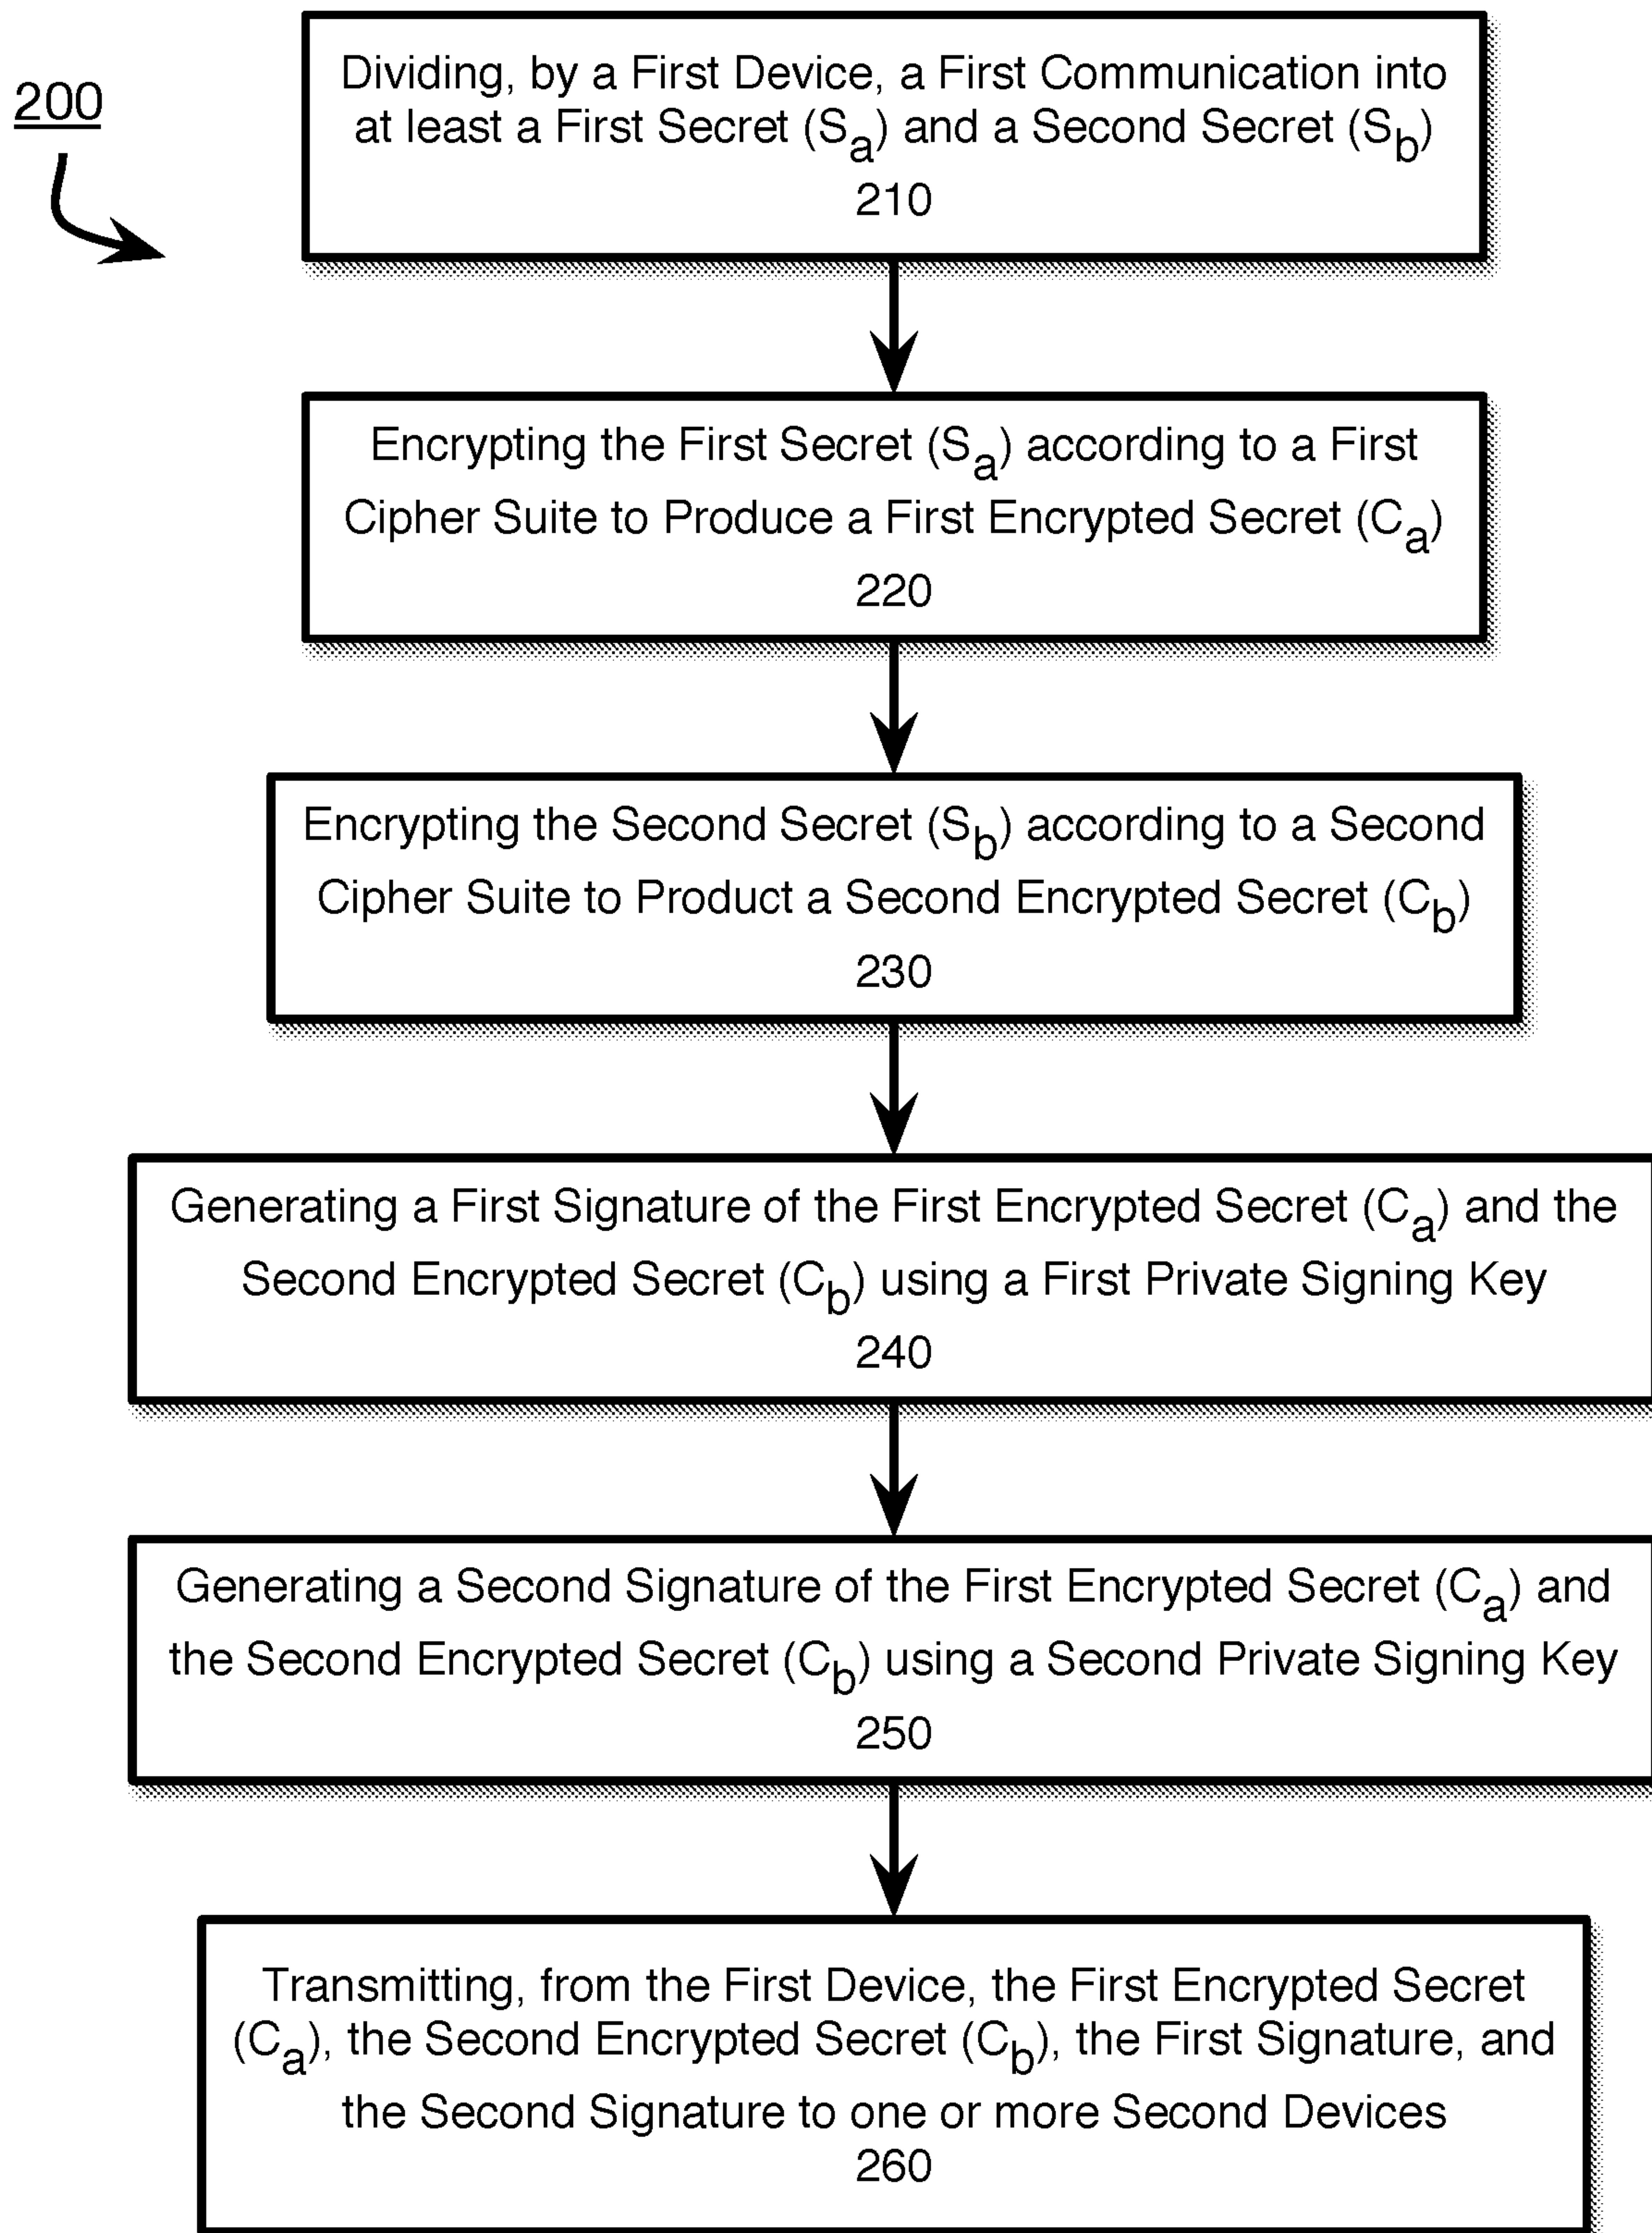 200
Dividing, by a First Device, a First Communication into
at least a First Secret (Sa) and a Second Secret (Sb)
210
Encrypting the First Secret (Sa) according to a First
Cipher Suite to Produce a First Encrypted Secret (Ca)
220
Encrypting the Second Secret (Sb) according to a Second
Cipher Suite to Product a Second Encrypted Secret (Cb)
230
Generating a First Signature of the First Encrypted Secret (Ca) and the
Second Encrypted Secret (Cb) using a First Private Signing Key
240
Generating a Second Signature of the First Encrypted Secret (Ca) and
the Second Encrypted Secret (Cb) using a Second Private Signing Key
250
Transmitting, from the First Device, the First Encrypted Secret
(Ca), the Second Encrypted Secret (Cb), the First Signature, and
the Second Signature to one or more Second Devices
260